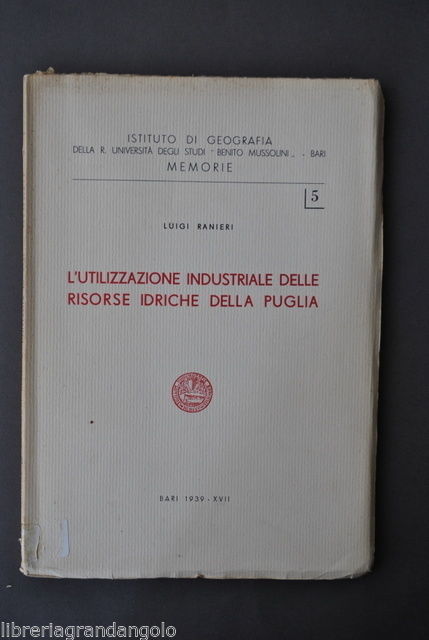 ISTITUTO DI GEOGRAFIA
DELLA R. UNIVERSITÀ DEGLI STUDI "BENITO MUSSOLINI„ - BARI
MEMORIE
5
LUIGI RANIERI
L'UTILIZZAZIONE INDUSTRIALE DELLE
RISORSE IDRICHE DELLA PUGLIA
BARI 1939 - XVII
libreriagrandangolo